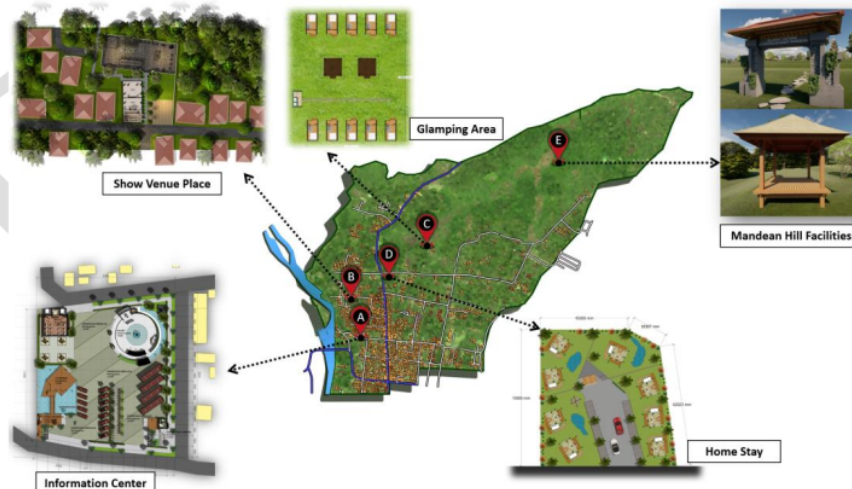 Show Venue Place
Glamping Area
Mandean Hill Facilities
E
C
D
B
A
Home Stay
Information Center